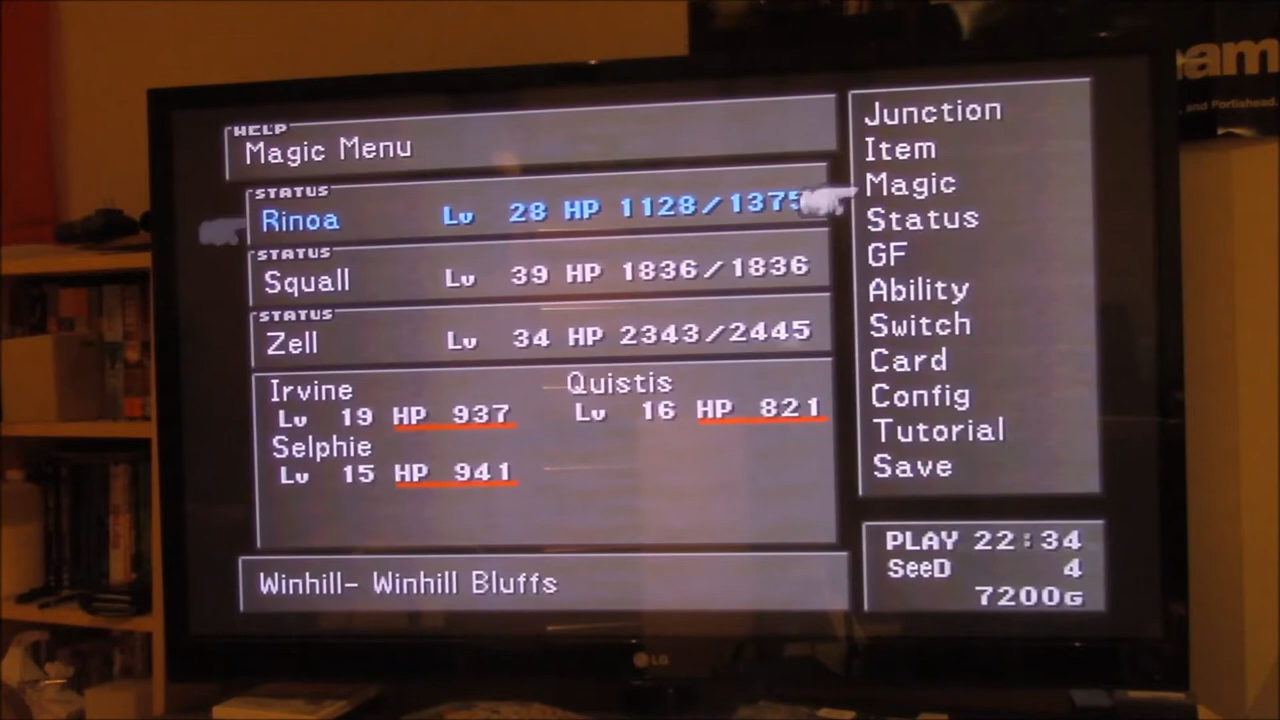 HELP
Magic Menu
STATUS
Rinoa Lv 28 HP 1128/1375
STATUS
Squall Lv 39 HP 1836/1836
STATUS
Zell Lv 34 HP 2343/2445
Irvine Quistis
Lv 19 HP 937 Lv 16 HP 821
Selphie
Lv 15 HP 941
Winhill- Winhill Bluffs
Junction
Item
Magic
Status
GF
Ability
Switch
Card
Config
Tutorial
Save
PLAY 22:34
SeeD 4
7200G
LG
eam
, and Portishead.